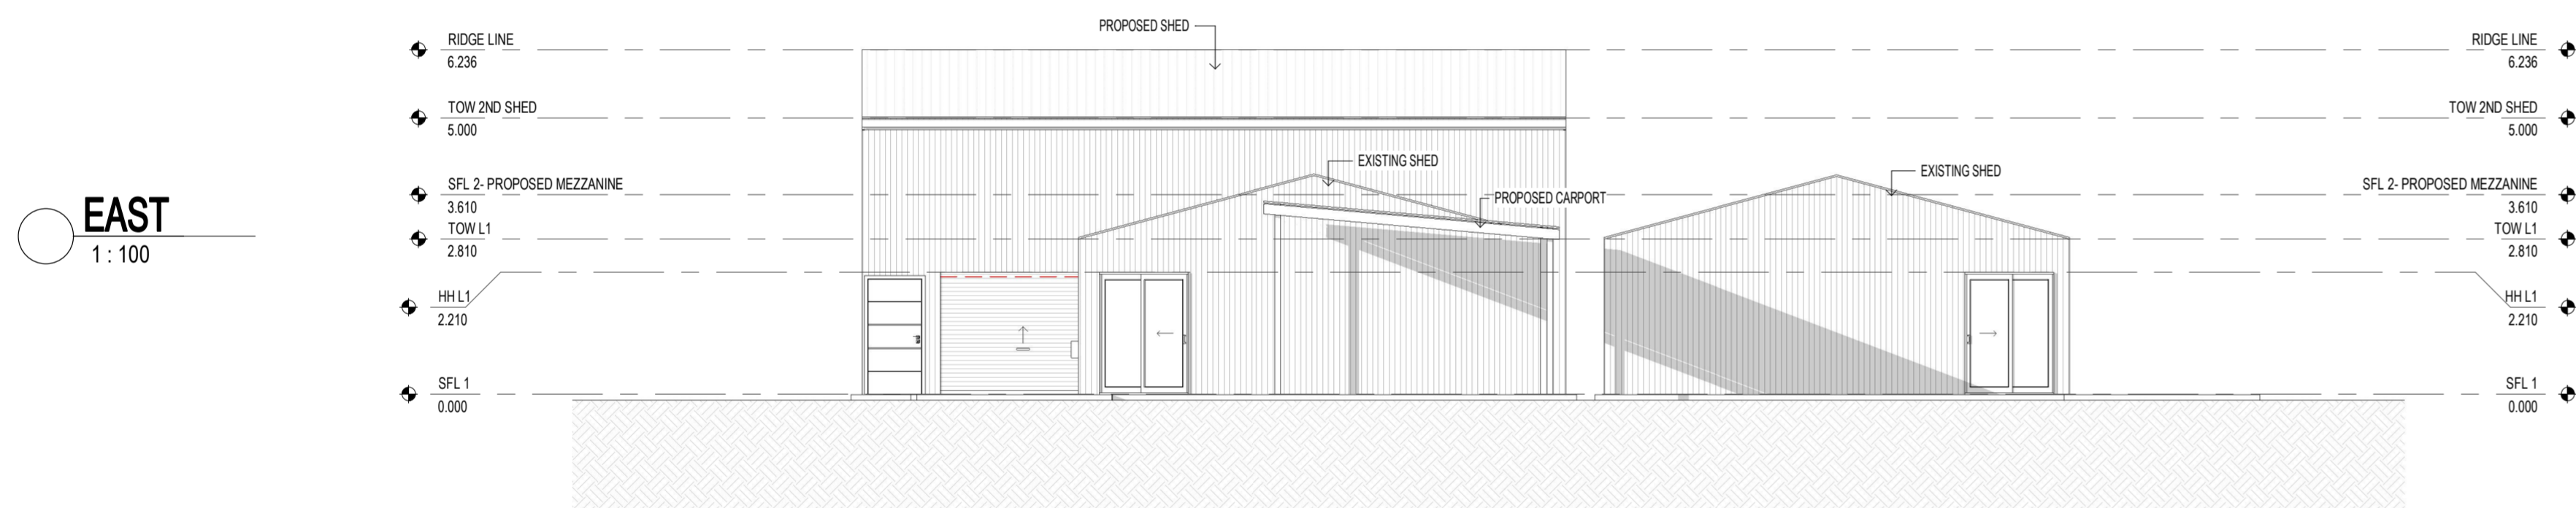 EAST
1 : 100
RIDGE LINE
6.236
TOW 2ND SHED
5.000
SFL 2- PROPOSED MEZZANINE
3.610
TOW L1
2.810
HH L1
2.210
SFL 1
0.000
PROPOSED SHED
EXISTING SHED
PROPOSED CARPORT
EXISTING SHED
RIDGE LINE
6.236
TOW 2ND SHED
5.000
SFL 2- PROPOSED MEZZANINE
3.610
TOW L1
2.810
HH L1
2.210
SFL 1
0.000